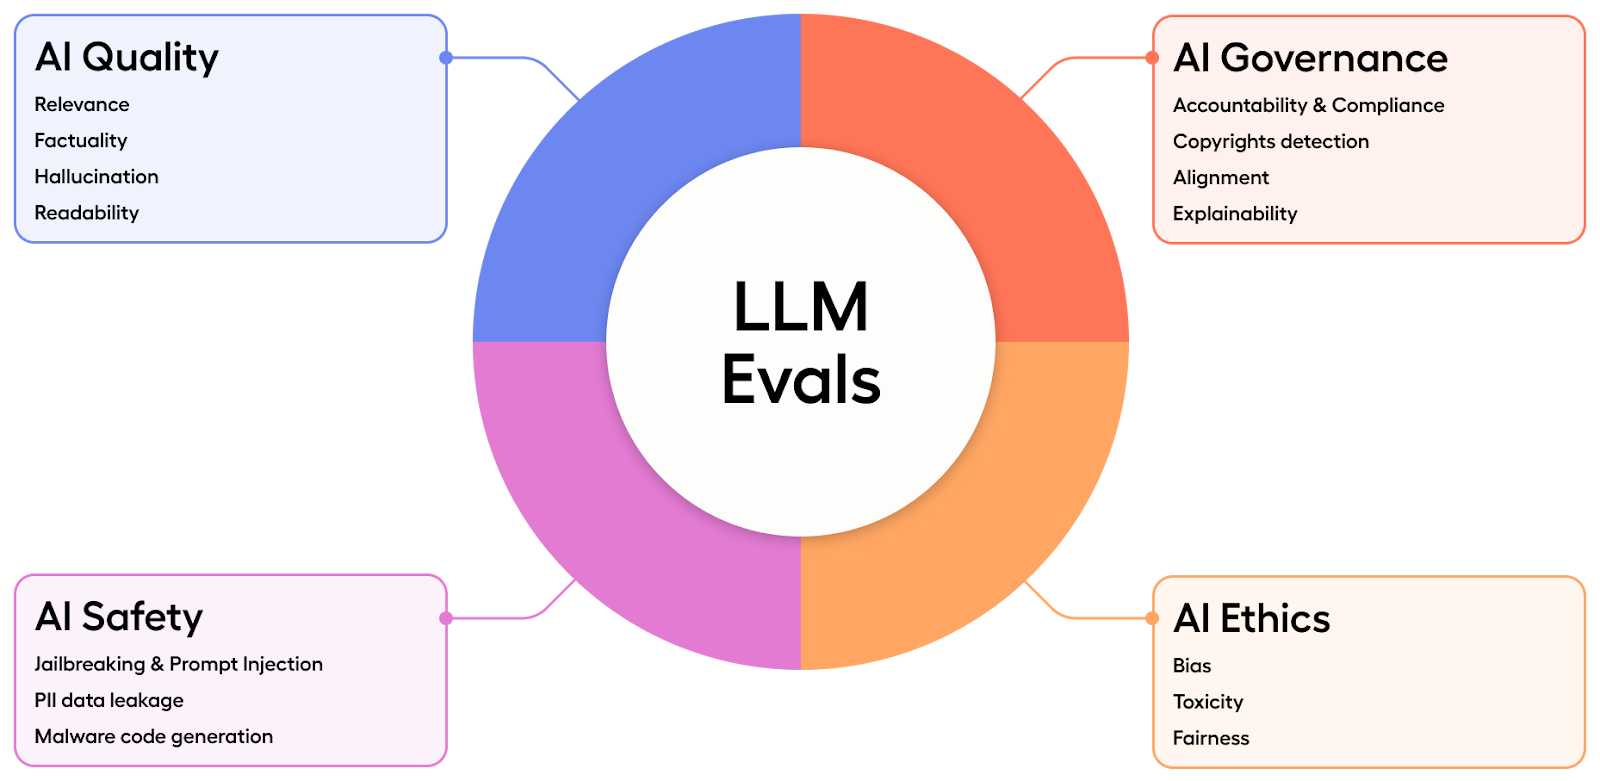 AI Quality
Relevance
Factuality
Hallucination
Readability
AI Governance
Accountability & Compliance
Copyrights detection
Alignment
Explainability
LLM
Evals
AI Safety
Jailbreaking & Prompt Injection
PII data leakage
Malware code generation
AI Ethics
Bias
Toxicity
Fairness